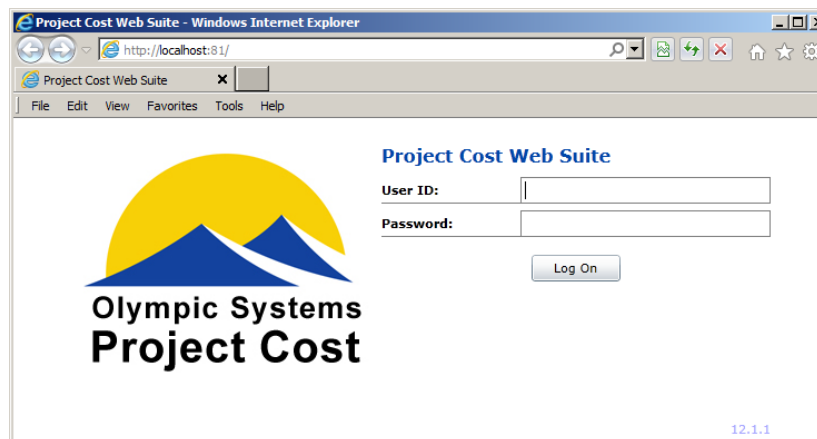 Project Cost Web Suite - Windows Internet Explorer
http://localhost:81/
Project Cost Web Suite
File Edit View Favorites Tools Help
Project Cost Web Suite
User ID:
Password:
Log On
Olympic Systems
Project Cost
12.1.1